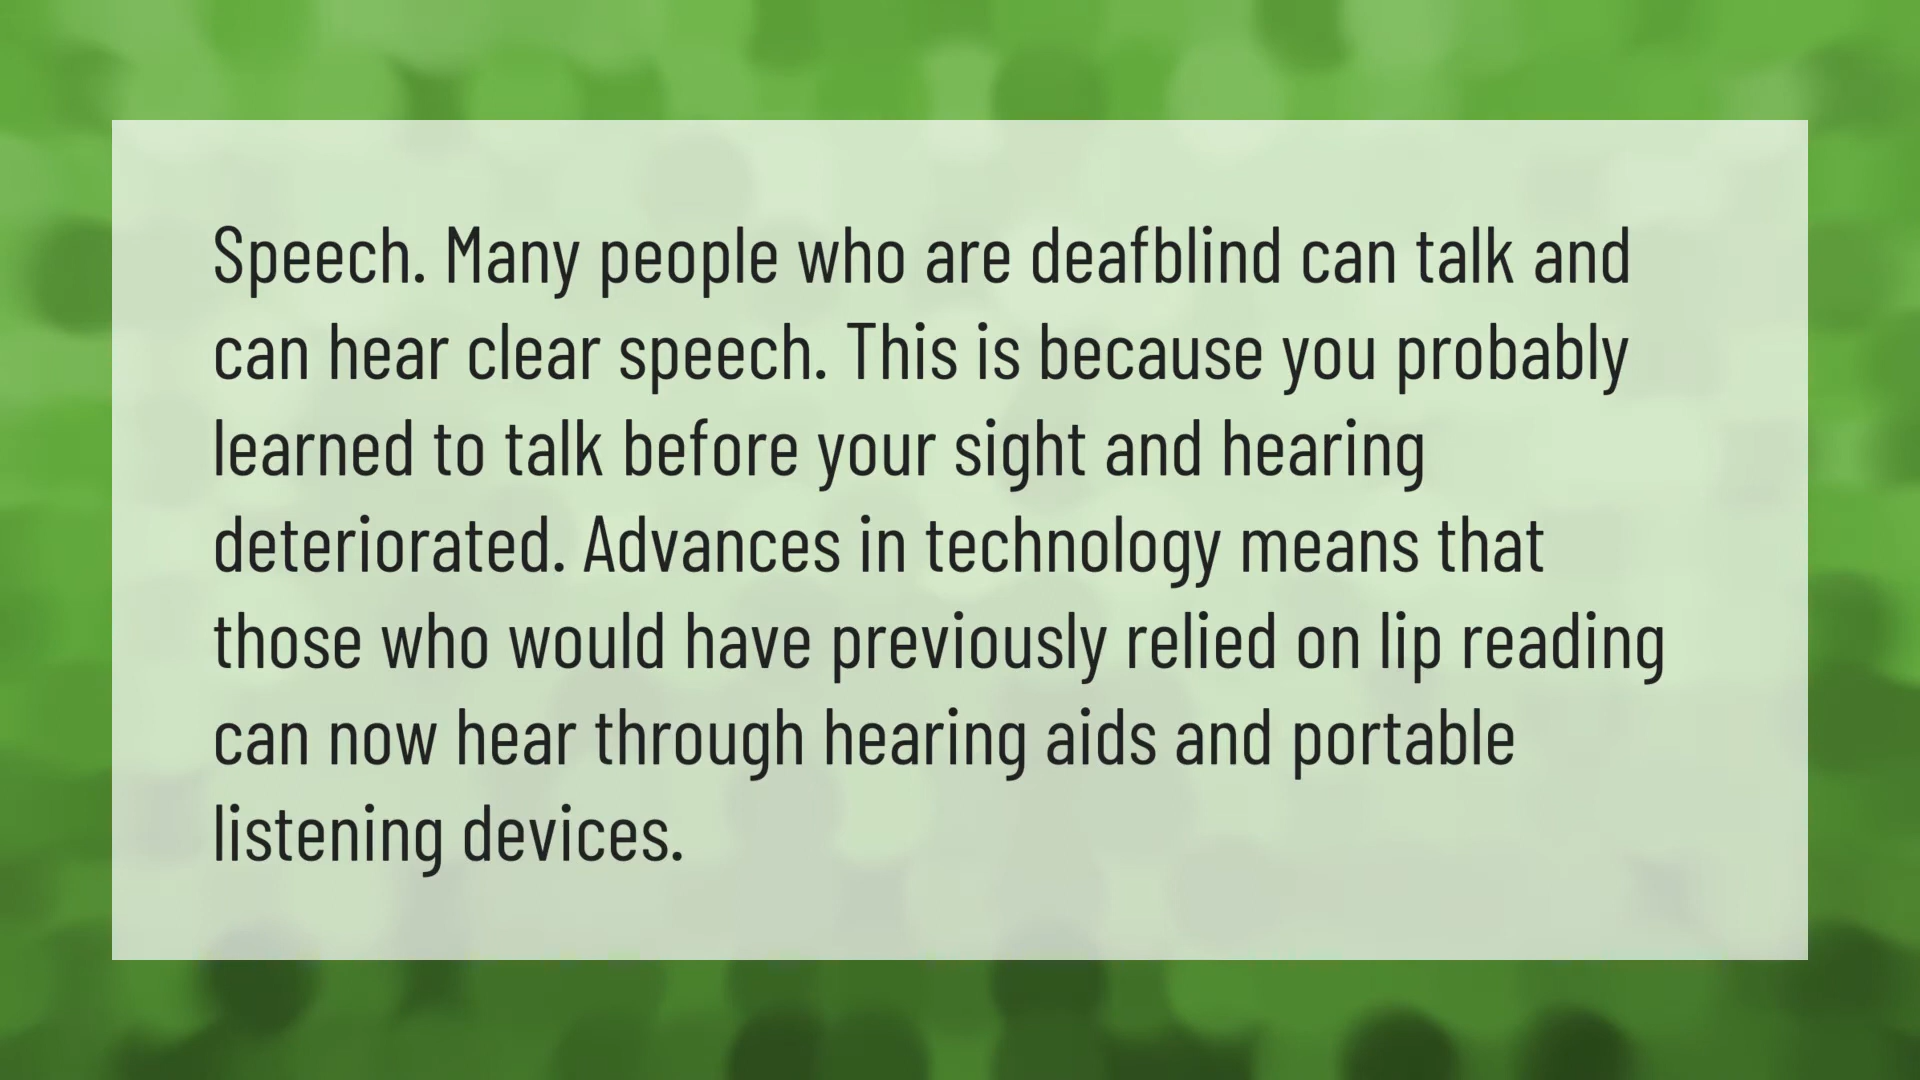 Speech. Many people who are deafblind can talk and
can hear clear speech. This is because you probably
learned to talk before your sight and hearing
deteriorated. Advances in technology means that
those who would have previously relied on lip reading
can now hear through hearing aids and portable
listening devices.